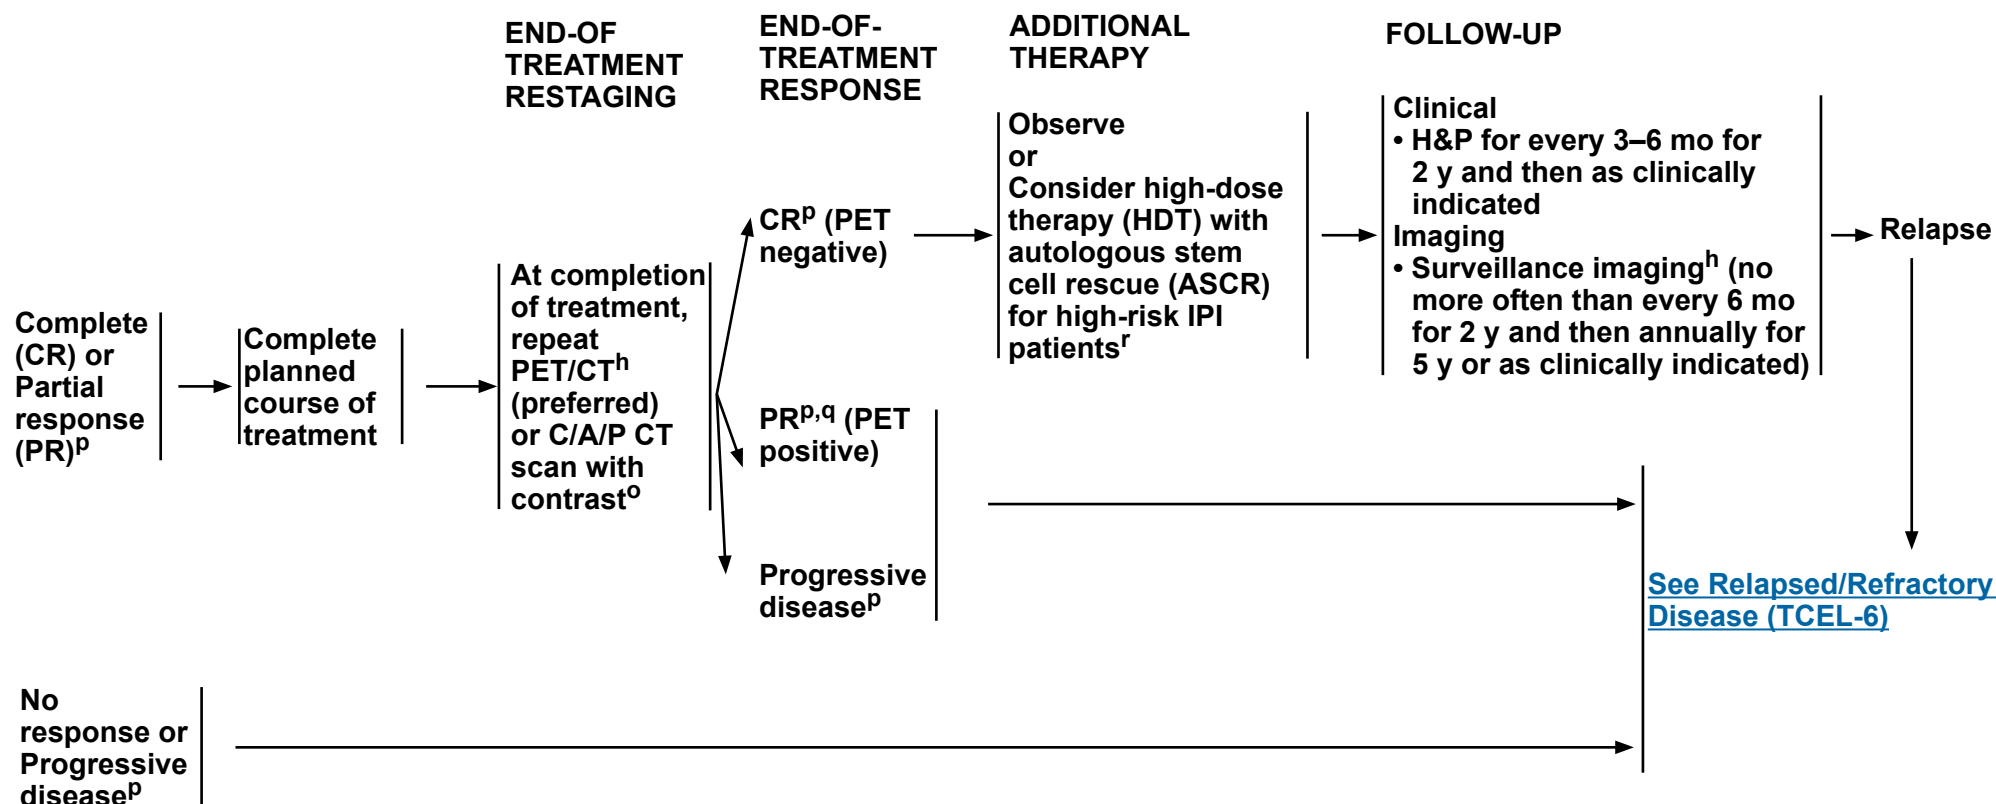 END-OF
TREATMENT
RESTAGING
END-OF-
TREATMENT
RESPONSE
ADDITIONAL
THERAPY
FOLLOW-UP
Complete
(CR) or
Partial
response
(PR)p
Complete
planned
course of
treatment
At completion
of treatment,
repeat
PET/CTh
(preferred)
or C/A/P CT
scan with
contrasto
CRp (PET
negative)
PRp,q (PET
positive)
Progressive
diseasep
Observe
or
Consider high-dose
therapy (HDT) with
autologous stem
cell rescue (ASCR)
for high-risk IPI
patientsr
Clinical
• H&P for every 3–6 mo for
2 y and then as clinically
indicated
Imaging
• Surveillance imagingh (no
more often than every 6 mo
for 2 y and then annually for
5 y or as clinically indicated)
Relapse
See Relapsed/Refractory
Disease (TCEL-6)
No
response or
Progressive
diseasep